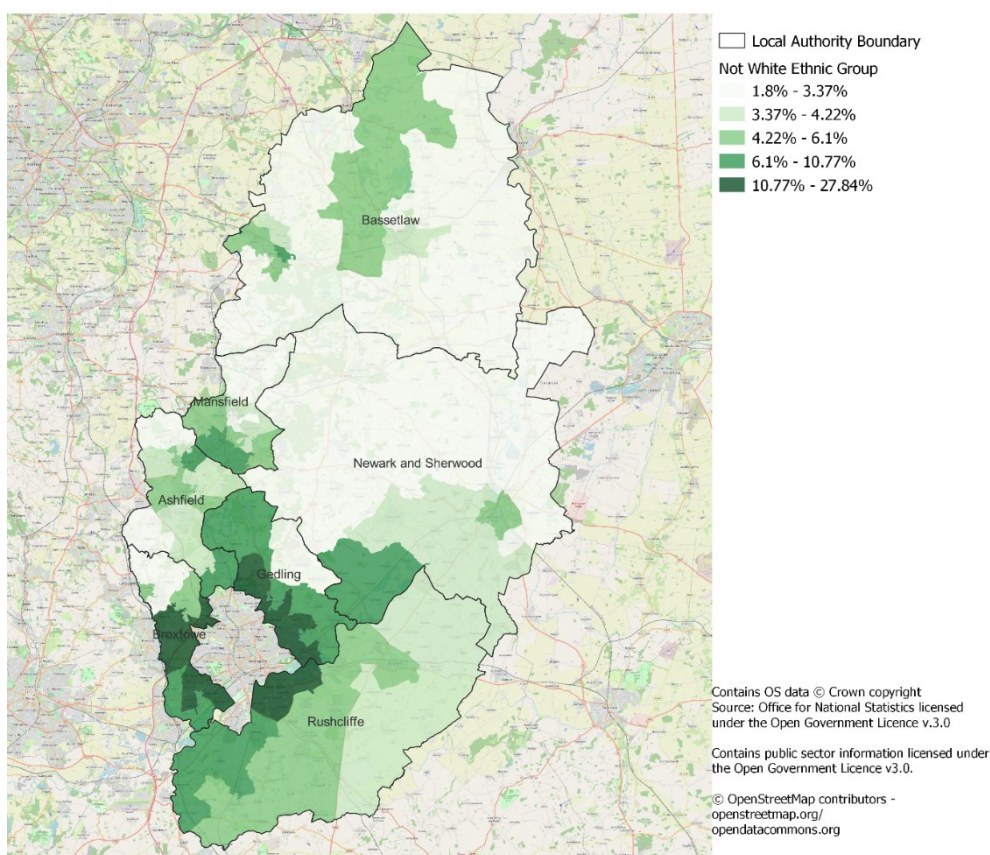 Local Authority Boundary
Not White Ethnic Group
1.8% - 3.37%
3.37% - 4.22%
4.22% - 6.1%
6.1% - 10.77%
10.77% - 27.84%
Bassetlaw
Mansfield
Newark and Sherwood
Ashfield
Gedling
Broxtowe
Rushcliffe
Contains OS data © Crown copyright
Source: Office for National Statistics licensed
under the Open Government Licence v.3.0
Contains public sector information licensed under
the Open Government Licence v3.0.
© OpenStreetMap contributors -
openstreetmap.org/
opendatacommons.org